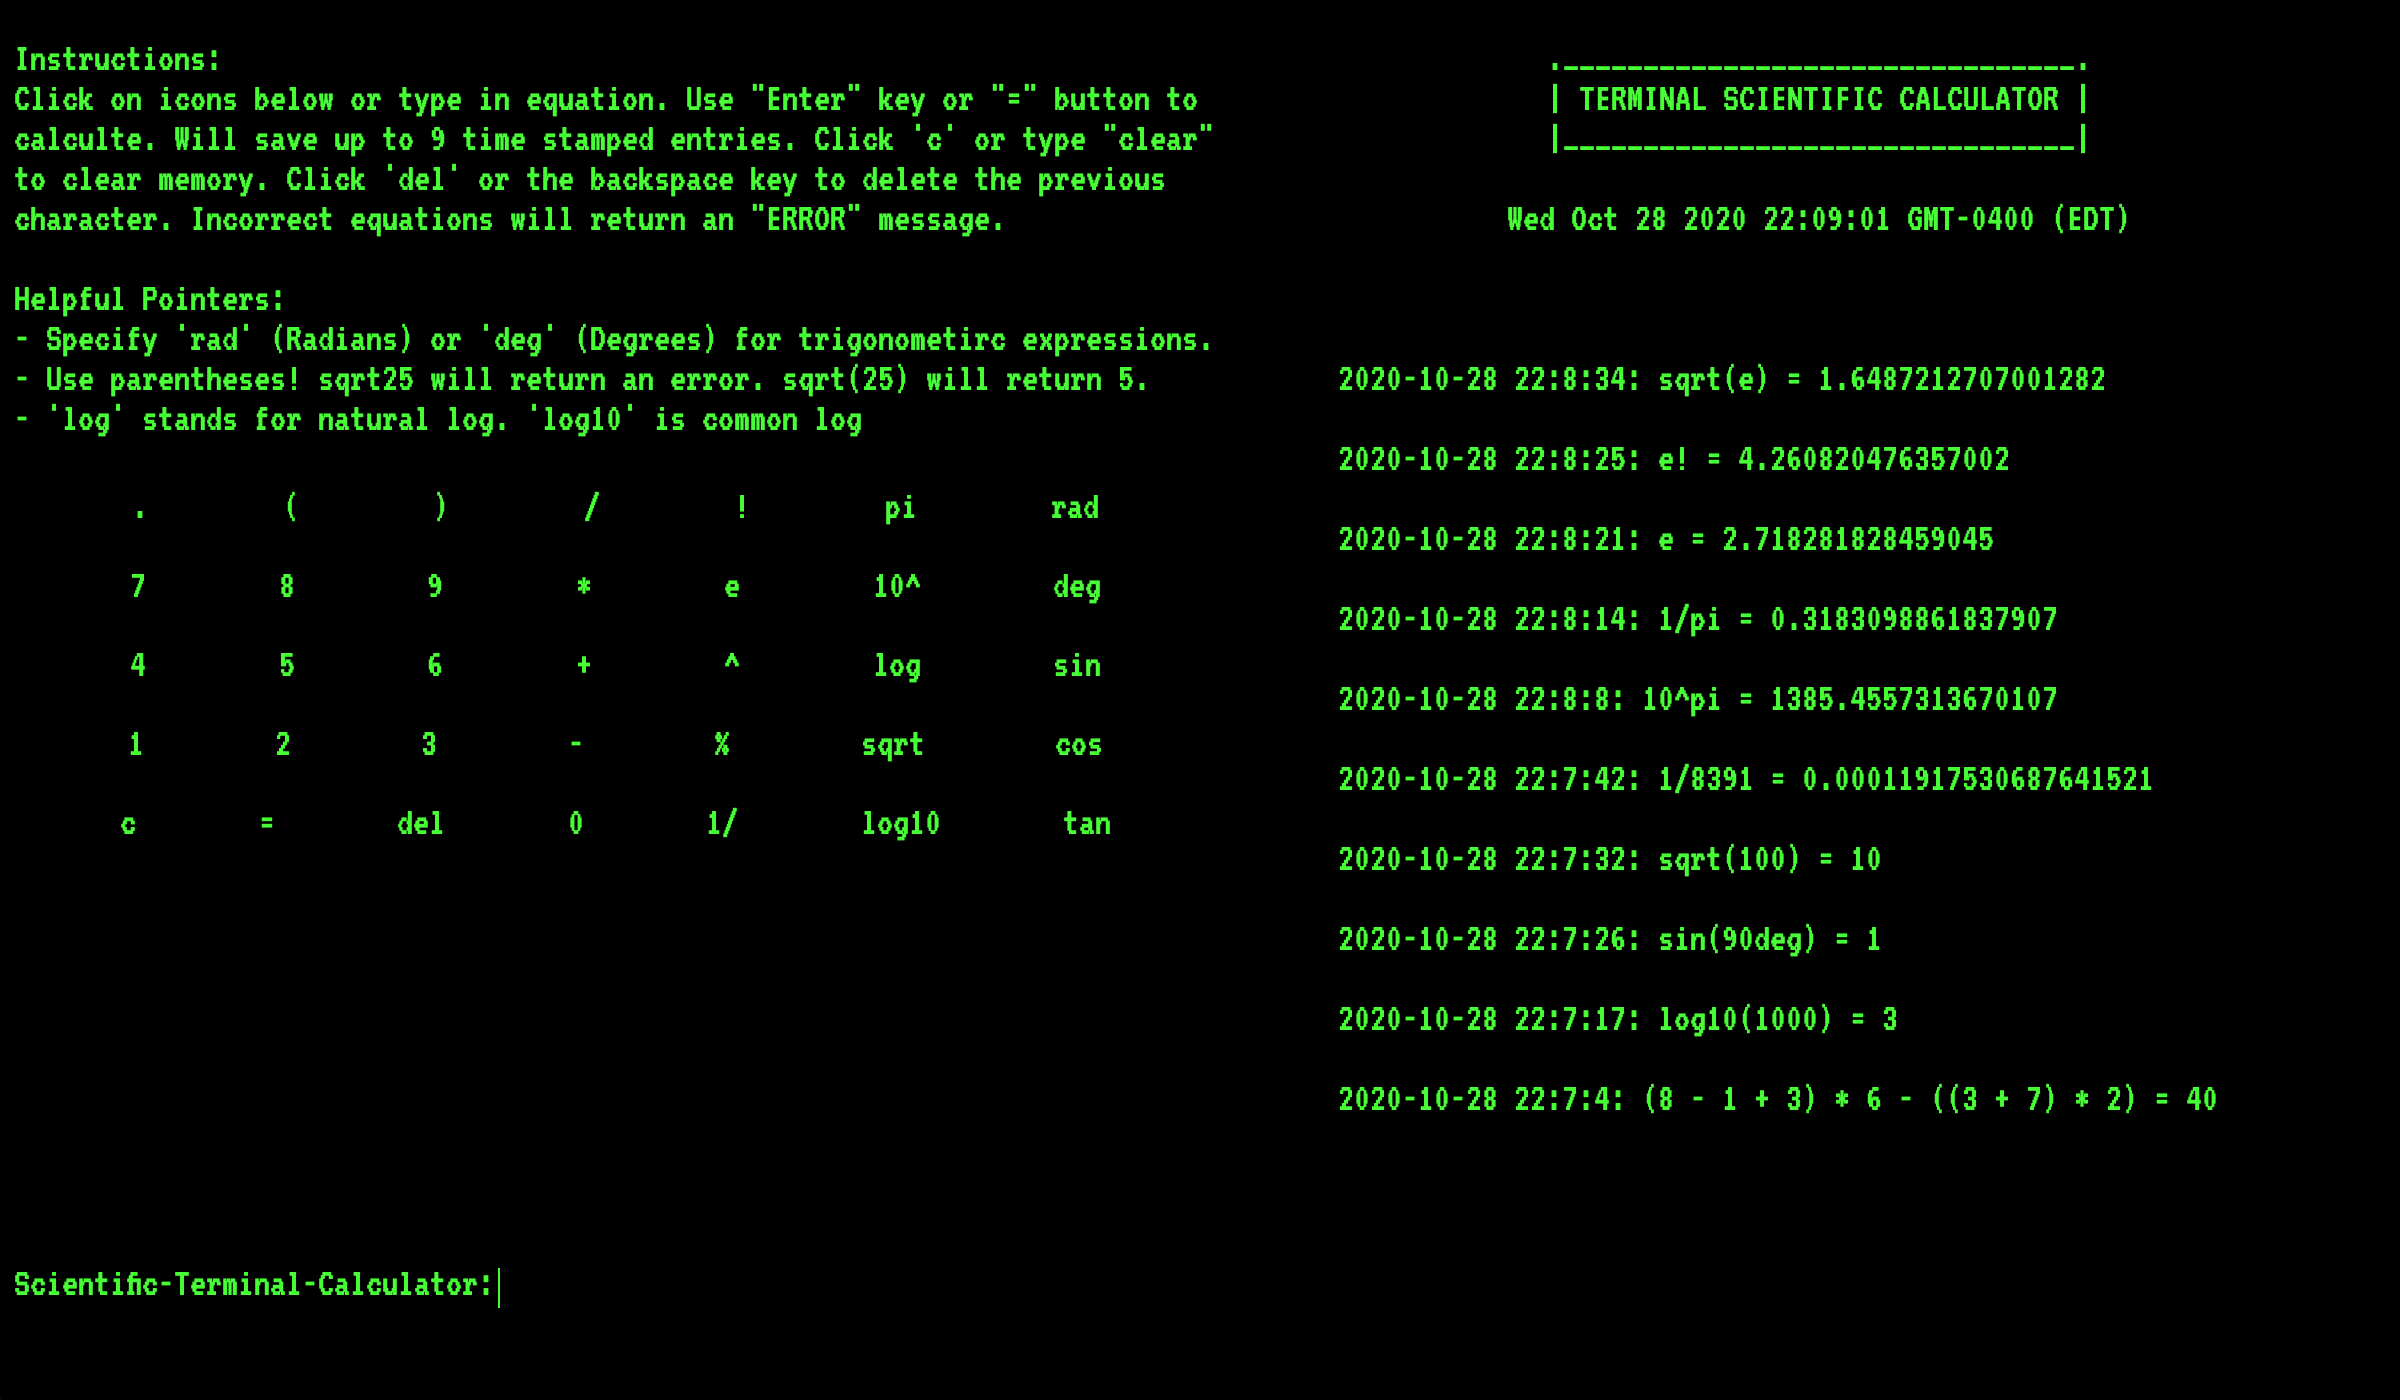 Instructions:
Click on icons below or type in equation. Use "Enter" key or "=" button to
calculte. Will save up to 9 time stamped entries. Click 'c' or type "clear"
to clear memory. Click 'del' or the backspace key to delete the previous
character. Incorrect equations will return an "ERROR" message.
Helpful Pointers:
- Specify 'rad' (Radians) or 'deg' (Degrees) for trigonometirc expressions.
- Use parentheses! sqrt25 will return an error. sqrt(25) will return 5.
- 'log' stands for natural log. 'log10' is common log
. ( ) / ! pi rad
7 8 9 * e 10^ deg
4 5 6 + ^ log sin
1 2 3 - % sqrt cos
c = del 0 1/ log10 tan
.________________________________.
| TERMINAL SCIENTIFIC CALCULATOR |
|________________________________|
Wed Oct 28 2020 22:09:01 GMT-0400 (EDT)
2020-10-28 22:8:34: sqrt(e) = 1.6487212707001282
2020-10-28 22:8:25: e! = 4.260820476357002
2020-10-28 22:8:21: e = 2.718281828459045
2020-10-28 22:8:14: 1/pi = 0.3183098861837907
2020-10-28 22:8:8: 10^pi = 1385.4557313670107
2020-10-28 22:7:42: 1/8391 = 0.00011917530687641521
2020-10-28 22:7:32: sqrt(100) = 10
2020-10-28 22:7:26: sin(90deg) = 1
2020-10-28 22:7:17: log10(1000) = 3
2020-10-28 22:7:4: (8 - 1 + 3) * 6 - ((3 + 7) * 2) = 40
Scientific-Terminal-Calculator: